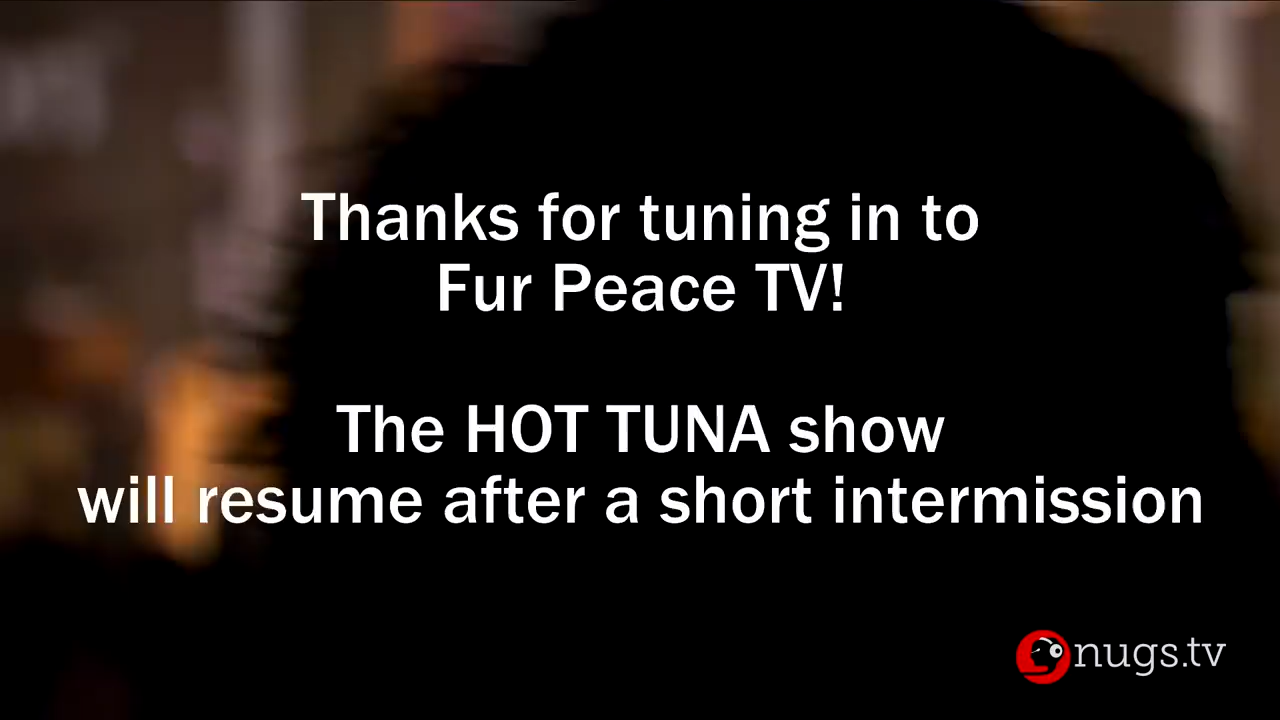 Thanks for tuning in to
Fur Peace TV!
The HOT TUNA show
will resume after a short intermission
nugs.tv